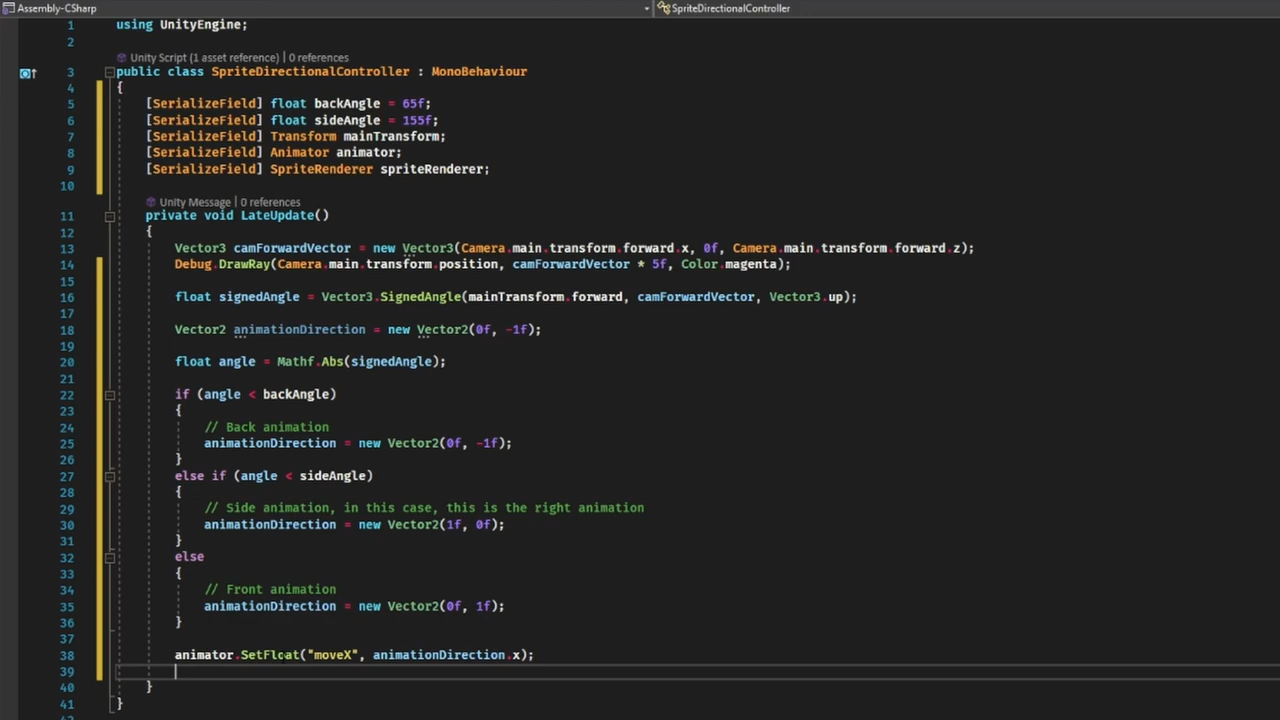 Assembly-CSharp
SpriteDirectionalController
1 using UnityEngine;
2
Unity Script (1 asset reference) | 0 references
3 public class SpriteDirectionalController : MonoBehaviour
4 {
5 [SerializeField] float backAngle = 65f;
6 [SerializeField] float sideAngle = 155f;
7 [SerializeField] Transform mainTransform;
8 [SerializeField] Animator animator;
9 [SerializeField] SpriteRenderer spriteRenderer;
10
Unity Message | 0 references
11 private void LateUpdate()
12 {
13 Vector3 camForwardVector = new Vector3(Camera.main.transform.forward.x, 0f, Camera.main.transform.forward.z);
14 Debug.DrawRay(Camera.main.transform.position, camForwardVector * 5f, Color.magenta);
15
16 float signedAngle = Vector3.SignedAngle(mainTransform.forward, camForwardVector, Vector3.up);
17
18 Vector2 animationDirection = new Vector2(0f, -1f);
19
20 float angle = Mathf.Abs(signedAngle);
21
22 if (angle < backAngle)
23 {
24 // Back animation
25 animationDirection = new Vector2(0f, -1f);
26 }
27 else if (angle < sideAngle)
28 {
29 // Side animation, in this case, this is the right animation
30 animationDirection = new Vector2(1f, 0f);
31 }
32 else
33 {
34 // Front animation
35 animationDirection = new Vector2(0f, 1f);
36 }
37
38 animator.SetFloat("moveX", animationDirection.x);
39
40 }
41 }
42